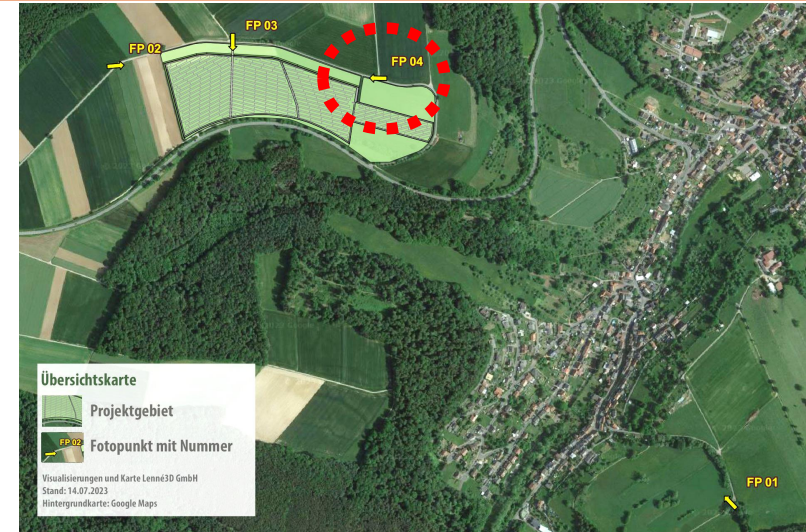 FP 03
FP 02
FP 04
FP 01
Übersichtskarte
Projektgebiet
FP 02
Fotopunkt mit Nummer
Visualisierungen und Karte Lenné3D GmbH
Stand: 14.07.2023
Hintergrundkarte: Google Maps